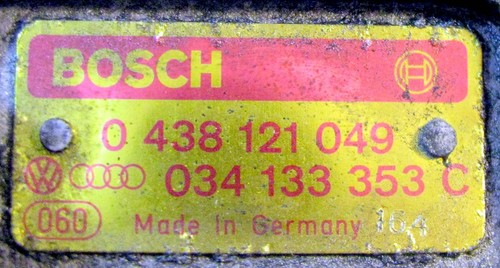 BOSCH
0 438 121 049
034 133 353 C
060 Made in Germany 164